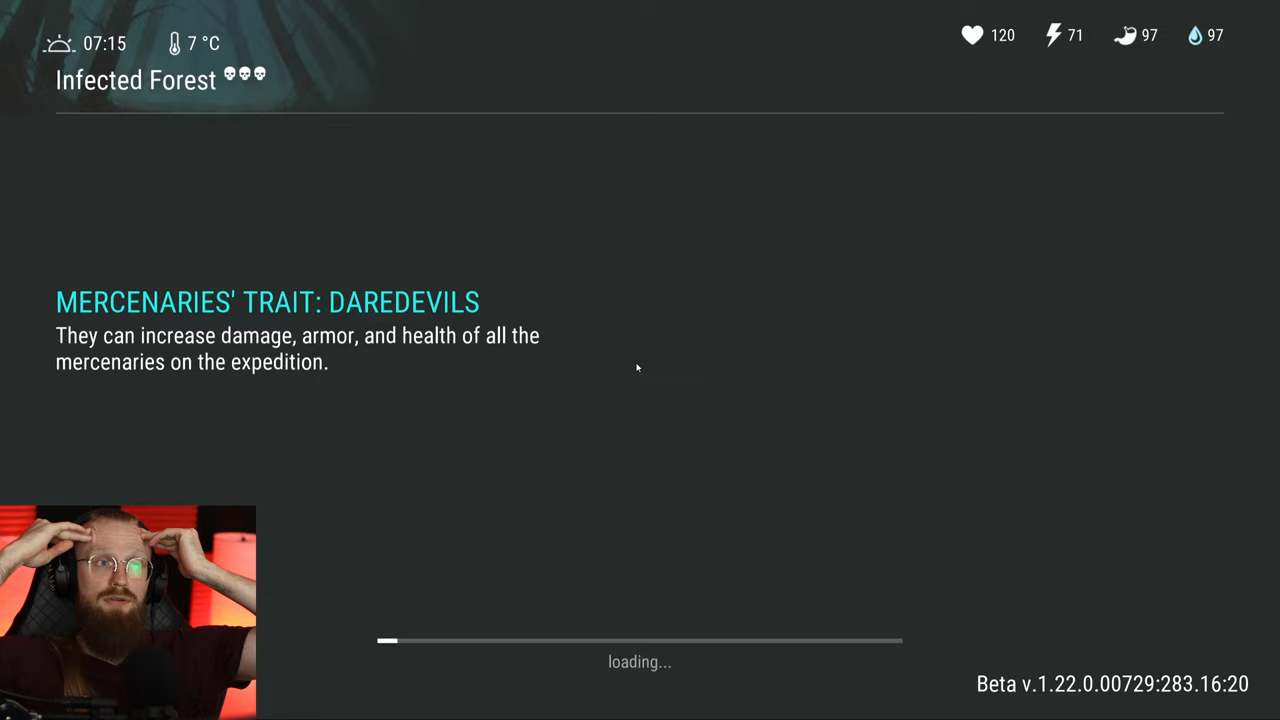 07:15 7 °C
120 71 97 97
Infected Forest
MERCENARIES' TRAIT: DAREDEVILS
They can increase damage, armor, and health of all the
mercenaries on the expedition.
loading...
Beta v.1.22.0.00729:283.16:20